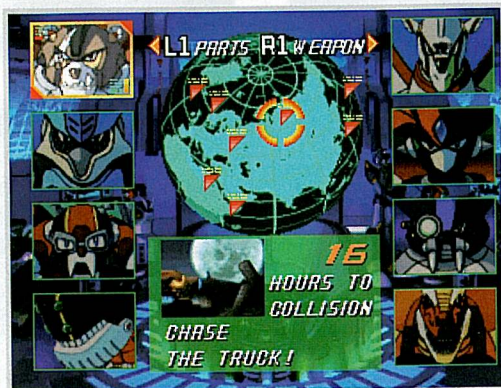 L1 PARTS R1 WEAPON
16
HOURS TO
COLLISION
CHASE
THE TRUCK!